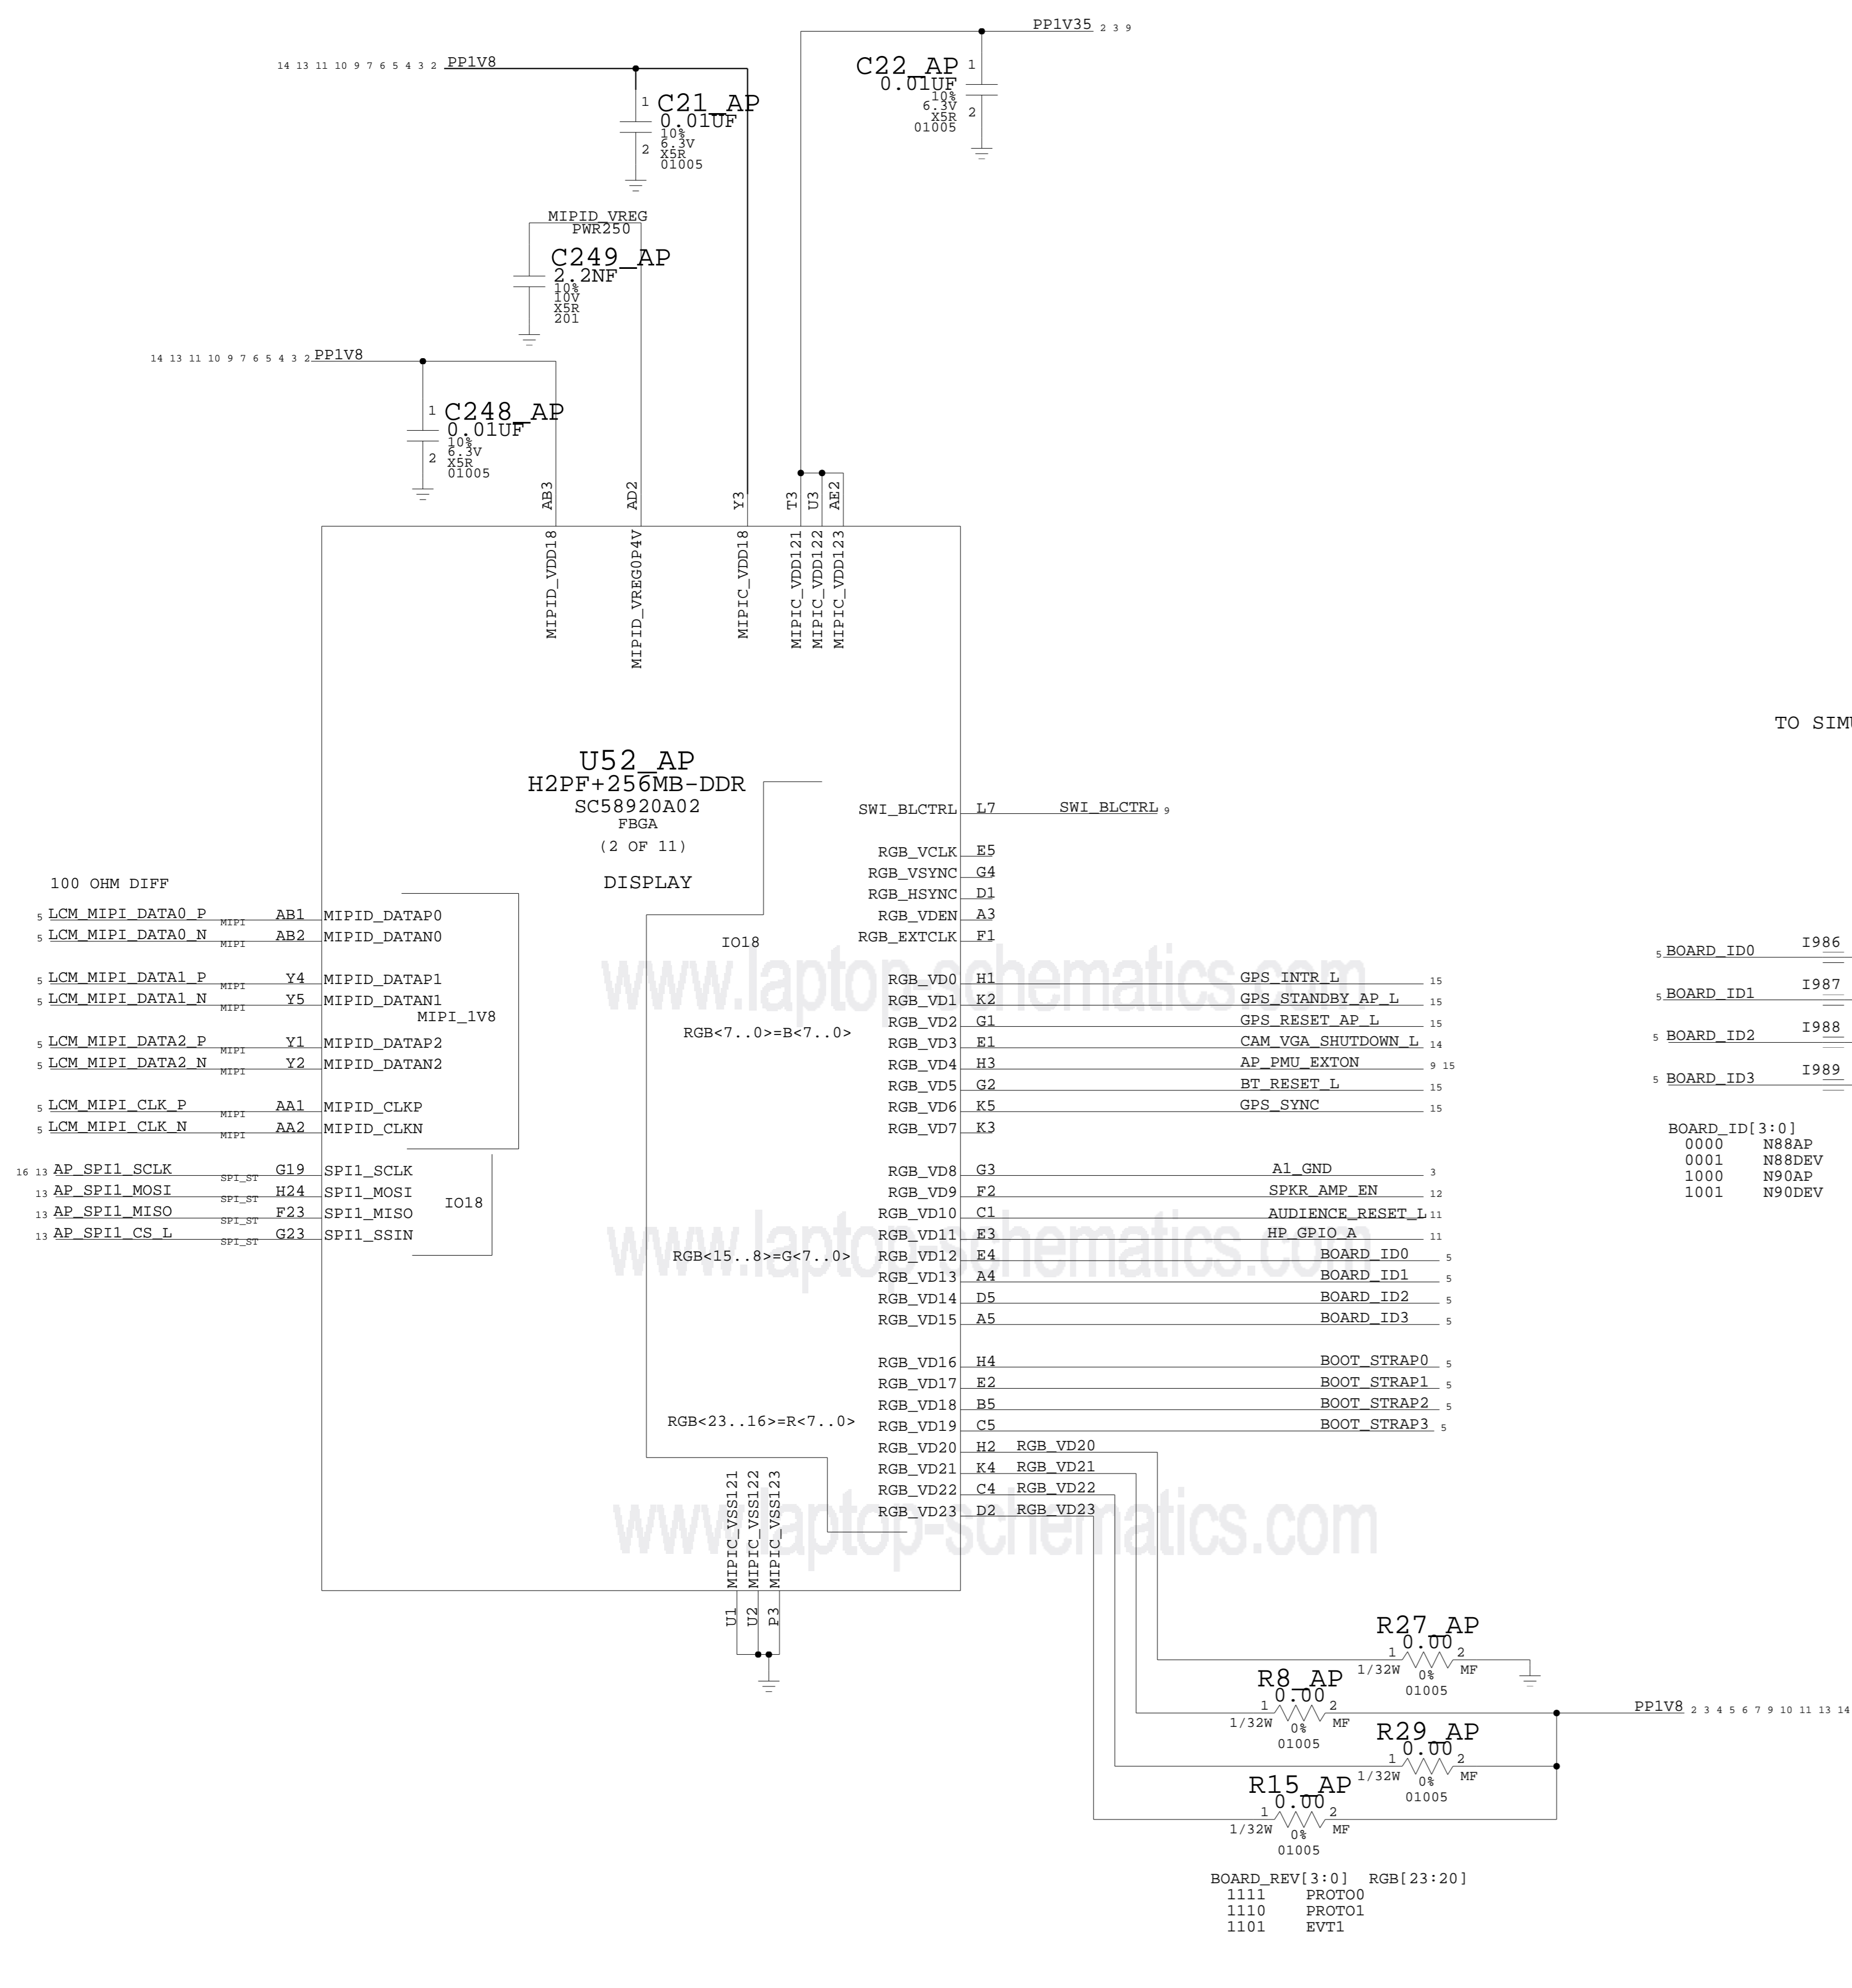 PP1V35 2 3 9
14 13 11 10 9 7 6 5 4 3 2 PP1V8
C22_AP 1
0.01UF
10%
6.3V
X5R
01005
2
1 C21_AP
0.01UF
10%
6.3V
X5R
01005
2
MIPID_VREG
PWR250
C249_AP
2.2NF
10%
10V
X5R
201
14 13 11 10 9 7 6 5 4 3 2 PP1V8
1 C248_AP
0.01UF
10%
6.3V
X5R
01005
2
AB3
AD2
Y3
T3
U3
AE2
MIPID_VDD18
MIPID_VREG0P4V
MIPIC_VDD18
MIPIC_VDD121
MIPIC_VDD122
MIPIC_VDD123
TO SIMU
U52_AP
H2PF+256MB-DDR
SC58920A02
FBGA
(2 OF 11)
DISPLAY
SWI_BLCTRL L7 SWI_BLCTRL 9
RGB_VCLK E5
RGB_VSYNC G4
RGB_HSYNC D1
RGB_VDEN A3
RGB_EXTCLK F1
IO18
100 OHM DIFF
5 LCM_MIPI_DATA0_P MIPI AB1 MIPID_DATAP0
5 LCM_MIPI_DATA0_N MIPI AB2 MIPID_DATAN0
5 LCM_MIPI_DATA1_P MIPI Y4 MIPID_DATAP1
5 LCM_MIPI_DATA1_N MIPI Y5 MIPID_DATAN1
MIPI_1V8
5 LCM_MIPI_DATA2_P MIPI Y1 MIPID_DATAP2
5 LCM_MIPI_DATA2_N MIPI Y2 MIPID_DATAN2
5 LCM_MIPI_CLK_P MIPI AA1 MIPID_CLKP
5 LCM_MIPI_CLK_N MIPI AA2 MIPID_CLKN
16 13 AP_SPI1_SCLK SPI_ST G19 SPI1_SCLK
13 AP_SPI1_MOSI SPI_ST H24 SPI1_MOSI
13 AP_SPI1_MISO SPI_ST F23 SPI1_MISO
13 AP_SPI1_CS_L SPI_ST G23 SPI1_SSIN
IO18
www.laptop-schematics.com
RGB_VD0 H1 GPS_INTR_L 15
RGB_VD1 K2 GPS_STANDBY_AP_L 15
RGB_VD2 G1 GPS_RESET_AP_L 15
RGB<7..0>=B<7..0>
RGB_VD3 E1 CAM_VGA_SHUTDOWN_L 14
RGB_VD4 H3 AP_PMU_EXTON 9 15
RGB_VD5 G2 BT_RESET_L 15
RGB_VD6 K5 GPS_SYNC 15
RGB_VD7 K3
RGB_VD8 G3 A1_GND 3
RGB_VD9 F2 SPKR_AMP_EN 12
RGB_VD10 C1 AUDIENCE_RESET_L 11
RGB_VD11 E3 HP_GPIO_A 11
www.laptop-schematics.com
RGB<15..8>=G<7..0>
RGB_VD12 E4 BOARD_ID0 5
RGB_VD13 A4 BOARD_ID1 5
RGB_VD14 D5 BOARD_ID2 5
RGB_VD15 A5 BOARD_ID3 5
RGB_VD16 H4 BOOT_STRAP0 5
RGB_VD17 E2 BOOT_STRAP1 5
RGB_VD18 B5 BOOT_STRAP2 5
RGB<23..16>=R<7..0>
RGB_VD19 C5 BOOT_STRAP3 5
RGB_VD20 H2 RGB_VD20
RGB_VD21 K4 RGB_VD21
RGB_VD22 C4 RGB_VD22
RGB_VD23 D2 RGB_VD23
www.laptop-schematics.com
5 BOARD_ID0 I986
5 BOARD_ID1 I987
5 BOARD_ID2 I988
5 BOARD_ID3 I989
BOARD_ID[3:0]
0000 N88AP
0001 N88DEV
1000 N90AP
1001 N90DEV
MIPIC_VSS121
MIPIC_VSS122
MIPIC_VSS123
U1
U2
P3
R27_AP
0.00
1 2
1/32W 0% MF
01005
R8_AP
0.00
1 2
1/32W 0% MF
01005
PP1V8 2 3 4 5 6 7 9 10 11 13 14
R29_AP
0.00
1 2
1/32W 0% MF
01005
R15_AP
0.00
1 2
1/32W 0% MF
01005
BOARD_REV[3:0] RGB[23:20]
1111 PROTO0
1110 PROTO1
1101 EVT1